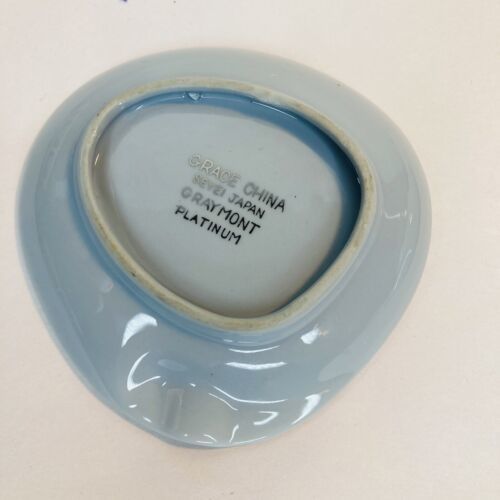 GRACE CHINA
SEYEI JAPAN
GRAYMONT
PLATINUM